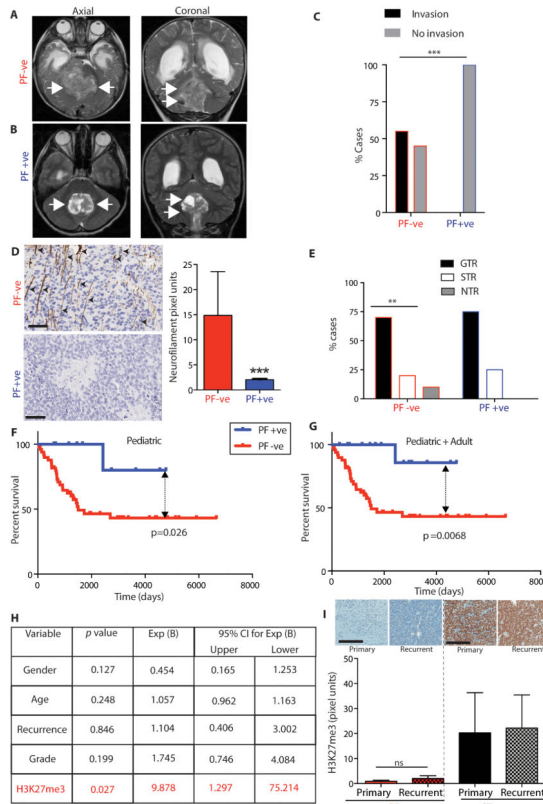 A
Axial
Coronal
PF-ve
B
PF +ve
C
Invasion
No invasion
***
% Cases
100
75
50
25
0
PF-ve
PF+ve
D
PF-ve
PF+ve
Neurofilament pixel units
25
20
15
10
5
0
***
PF-ve
PF+ve
E
GTR
STR
NTR
**
% cases
75
50
25
0
PF -ve
PF +ve
F
Pediatric
PF +ve
PF -ve
Percent survival
100
50
0
p=0.026
0
2000
4000
6000
8000
Time (days)
G
Pediatric + Adult
Percent survival
100
50
0
p=0.0068
0
2000
4000
6000
8000
Time (days)
H
Variable
p value
Exp (B)
95% CI for Exp (B)
Upper
Lower
Gender
0.127
0.454
0.165
1.253
Age
0.248
1.057
0.962
1.163
Recurrence
0.846
1.104
0.406
3.002
Grade
0.199
1.745
0.746
4.084
H3K27me3
0.027
9.878
1.297
75.214
I
Primary
Recurrent
Primary
Recurrent
H3K27me3 (pixel units)
40
30
20
10
0
ns
Primary
Recurrent
Primary
Recurrent